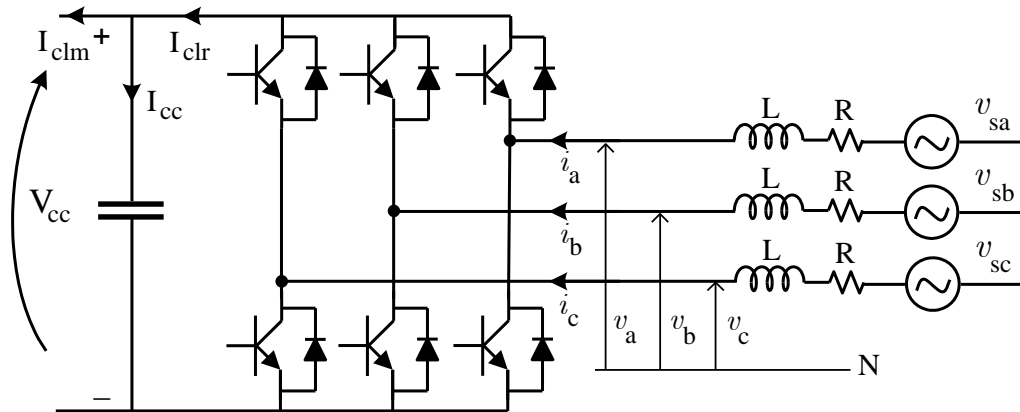 I_clm + I_clr
I_cc
V_cc
–
L R v_sa
i_a
L R v_sb
i_b
L R v_sc
i_c
v_a v_b v_c
N